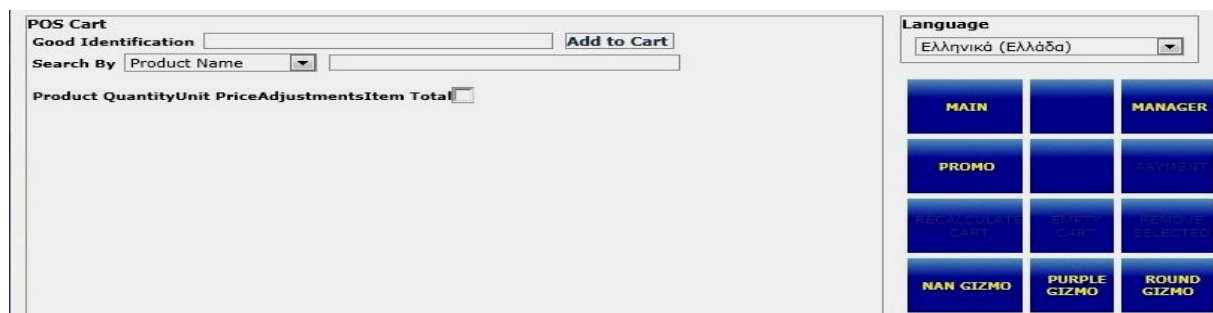 POS Cart
Good Identification Add to Cart
Search By Product Name
Product QuantityUnit PriceAdjustmentsItem Total
Language
Ελληνικά (Ελλάδα)
MAIN MANAGER
PROMO PAYMENT
RECALCULATE CART EMPTY CART REMOVE SELECTED
NAN GIZMO PURPLE GIZMO ROUND GIZMO